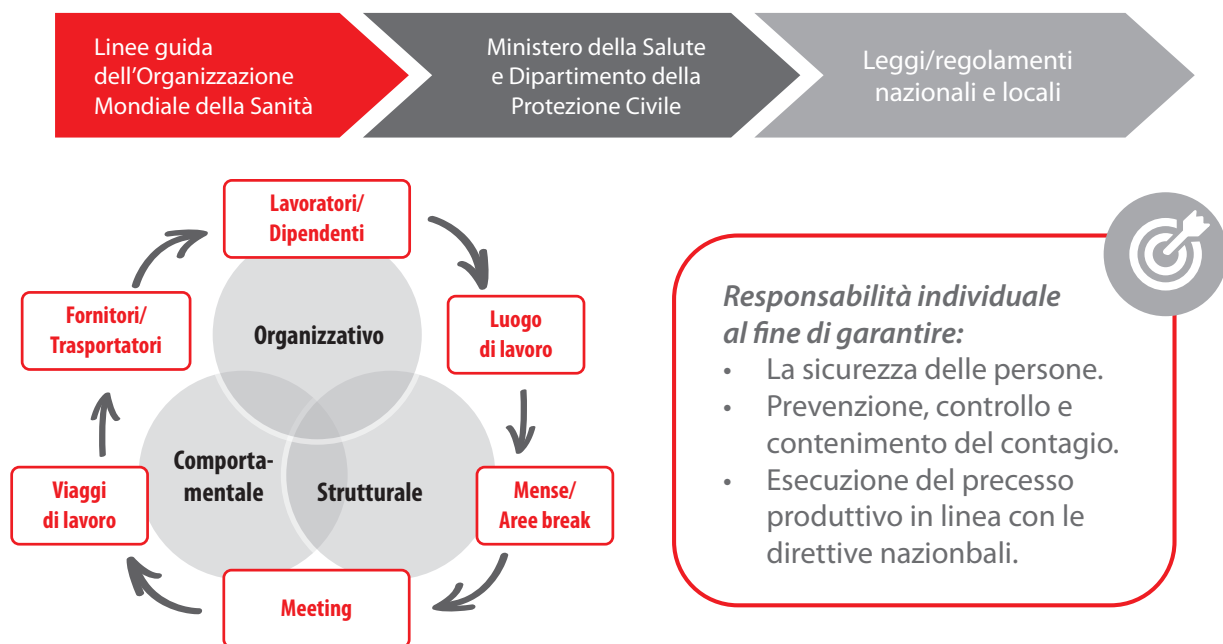 Linee guida
dell’Organizzazione
Mondiale della Sanità
Ministero della Salute
e Dipartimento della
Protezione Civile
Leggi/regolamenti
nazionali e locali
Lavoratori/
Dipendenti
Fornitori/
Trasportatori
Organizzativo
Luogo
di lavoro
Viaggi
di lavoro
Comporta-
mentale
Strutturale
Mense/
Aree break
Meeting
Responsabilità individuale
al fine di garantire:
• La sicurezza delle persone.
• Prevenzione, controllo e
contenimento del contagio.
• Esecuzione del precesso
produttivo in linea con le
direttive nazionbali.